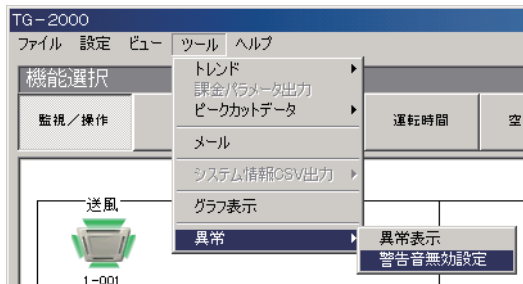 TG-2000
ファイル 設定 ビュー ツール ヘルプ
機能選択
監視/操作
運転時間
空
トレンド
課金パラメータ出力
ピークカットデータ
メール
システム情報CSV出力
グラフ表示
異常
異常表示
警告音無効設定
送風
1-001